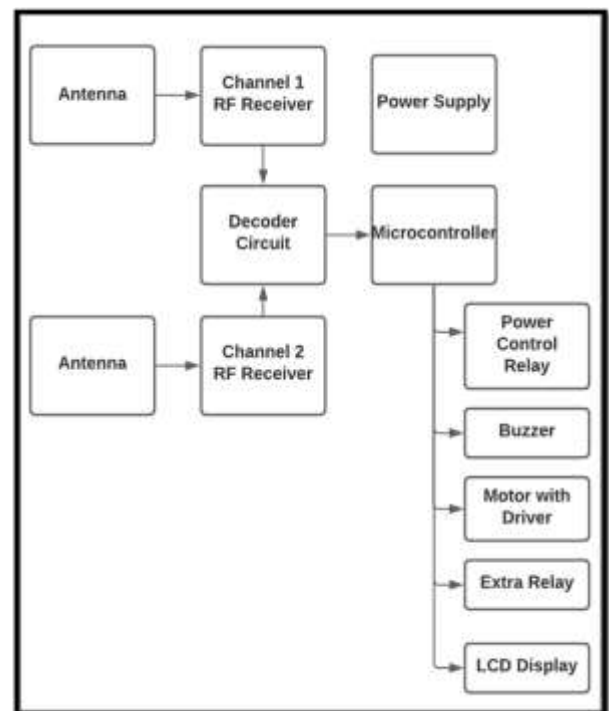 Antenna
Channel 1
RF Receiver
Power Supply
Decoder
Circuit
Microcontroller
Antenna
Channel 2
RF Receiver
Power
Control
Relay
Buzzer
Motor with
Driver
Extra Relay
LCD Display